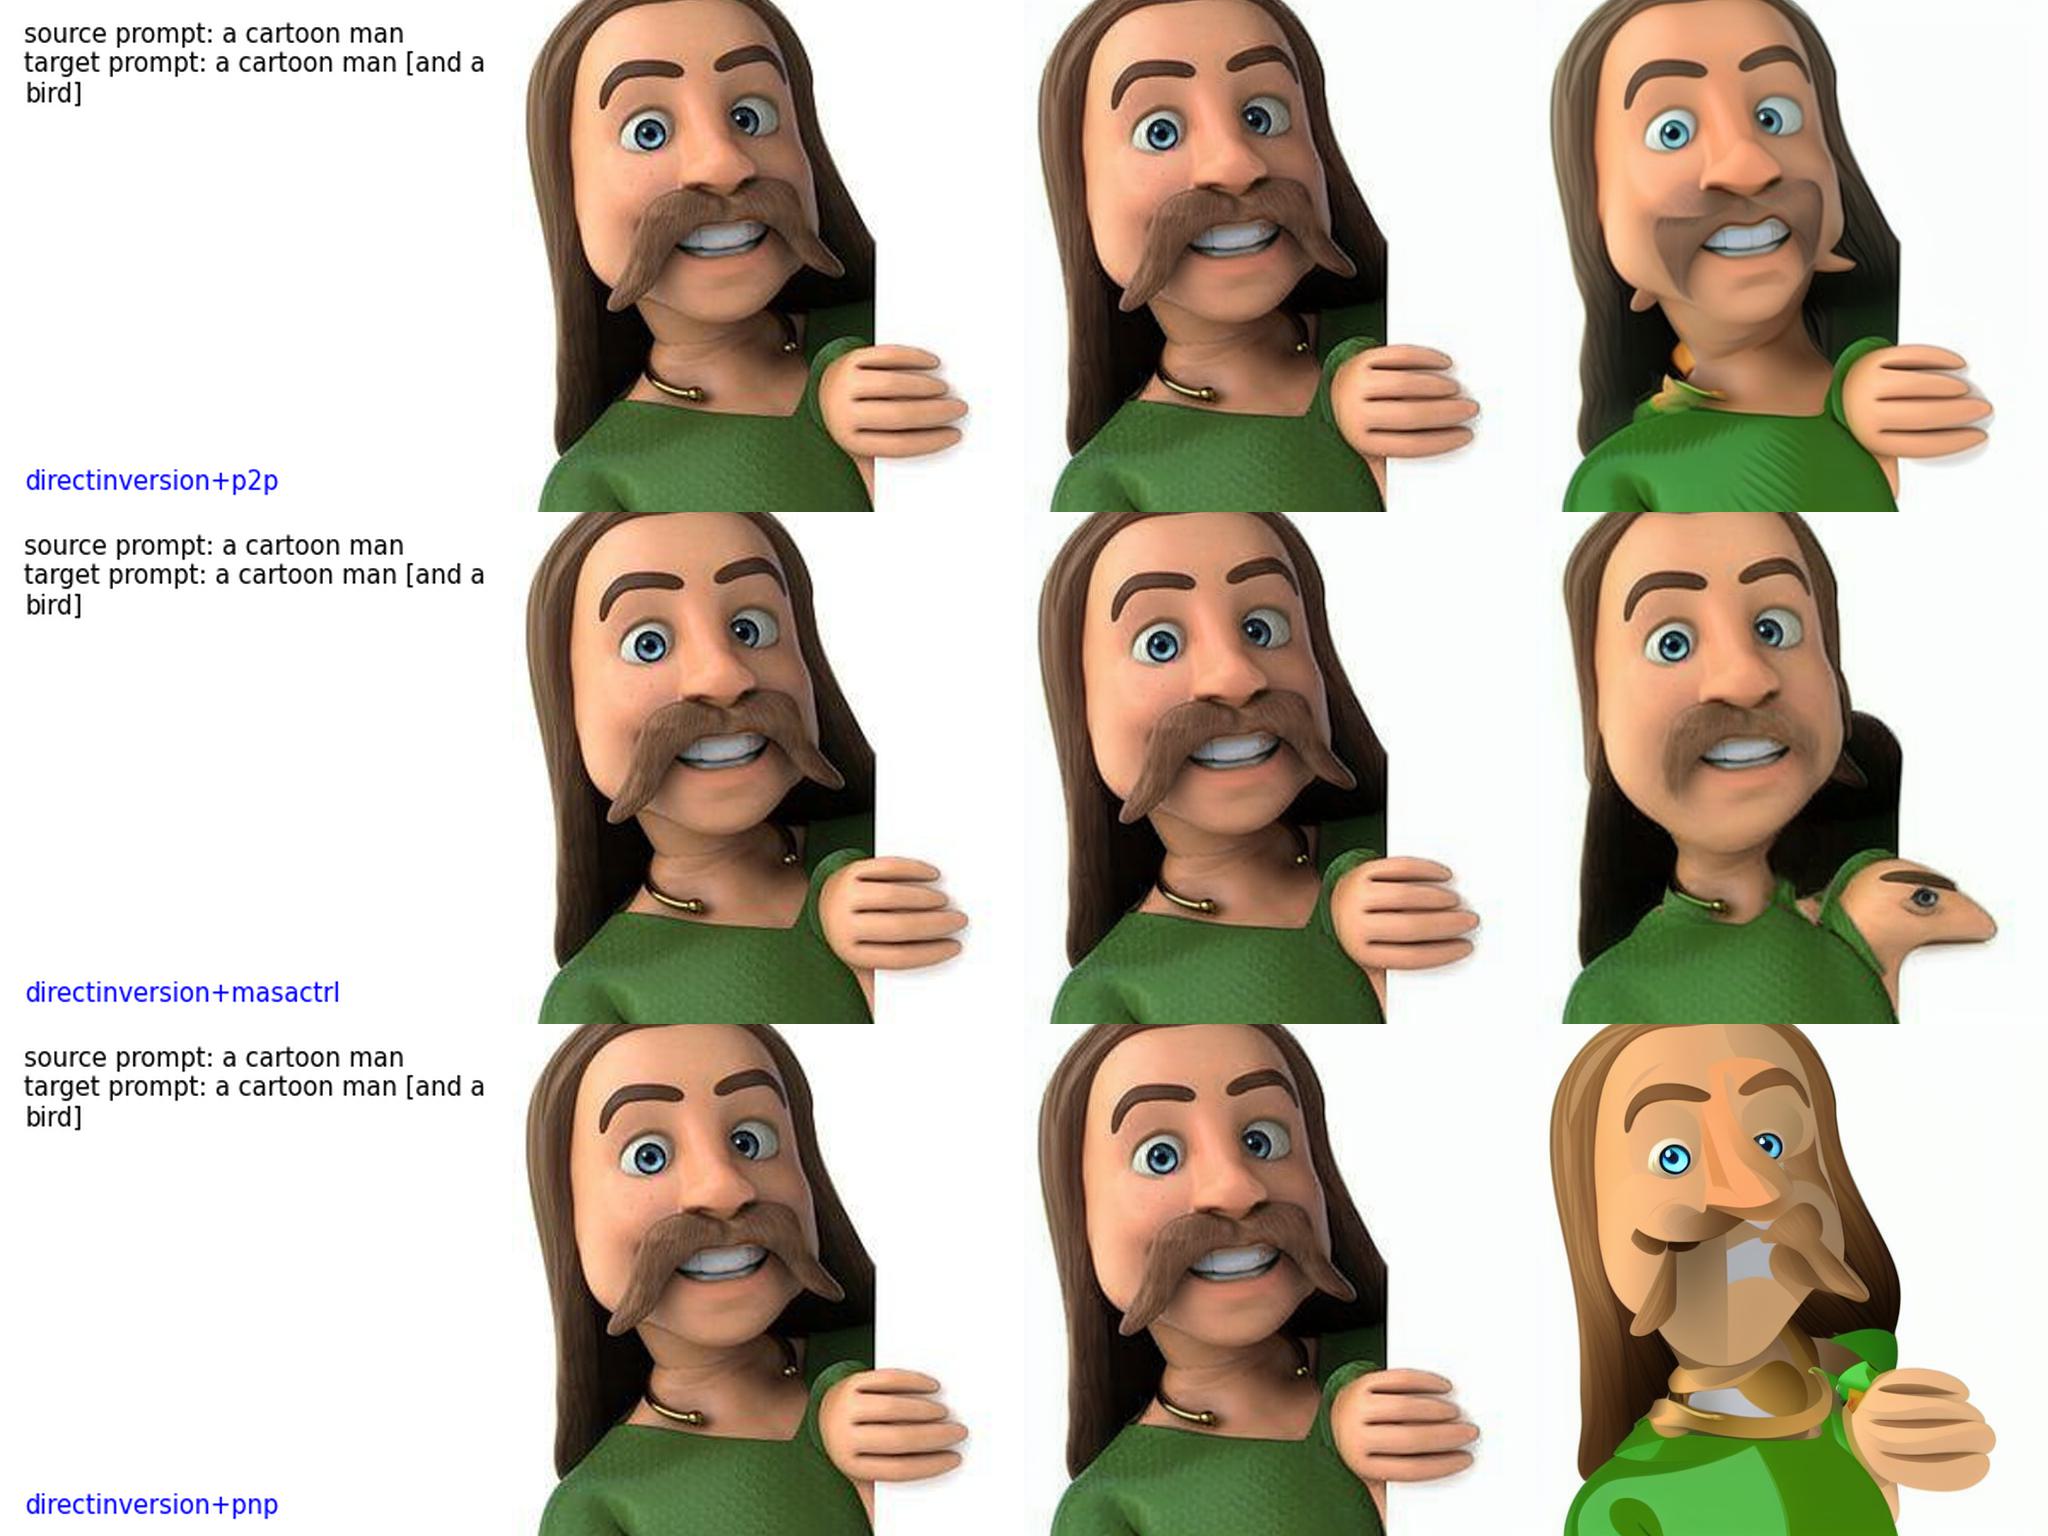 source prompt: a cartoon man
target prompt: a cartoon man [and a
bird]
directinversion+p2p
source prompt: a cartoon man
target prompt: a cartoon man [and a
bird]
directinversion+masactrl
source prompt: a cartoon man
target prompt: a cartoon man [and a
bird]
directinversion+pnp